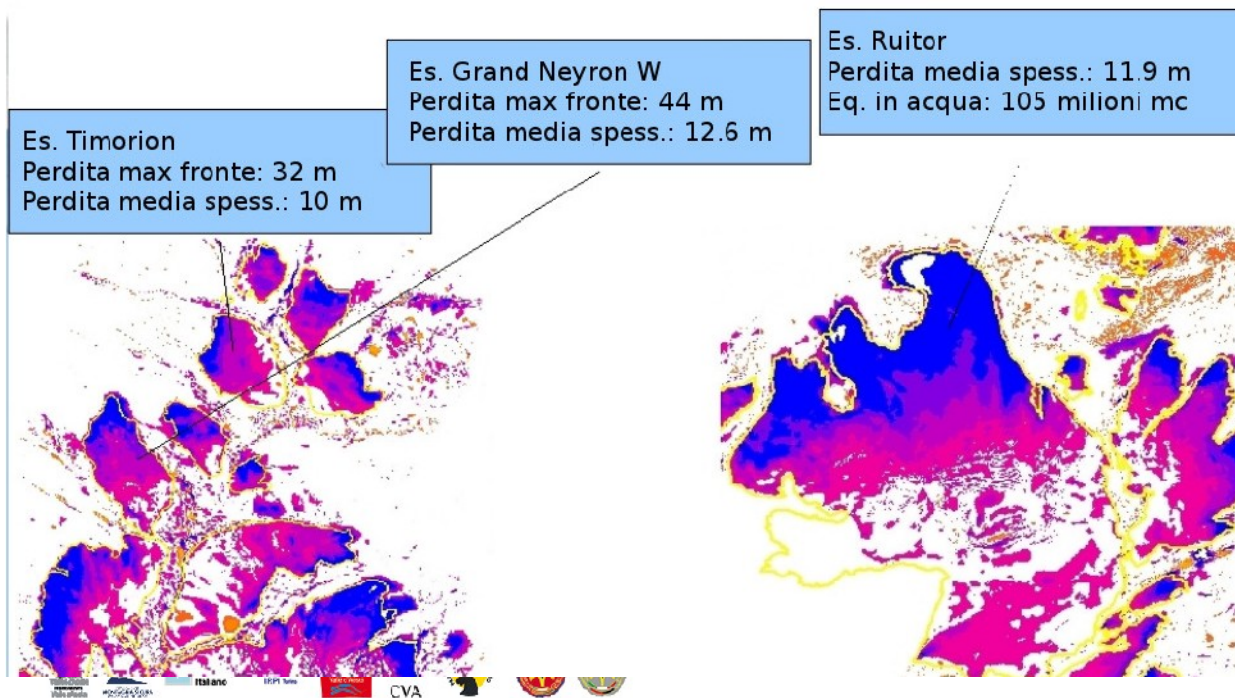 Es. Timorion
Perdita max fronte: 32 m
Perdita media spess.: 10 m
Es. Grand Neyron W
Perdita max fronte: 44 m
Perdita media spess.: 12.6 m
Es. Ruitor
Perdita media spess.: 11.9 m
Eq. in acqua: 105 milioni mc
Italiano
CVA